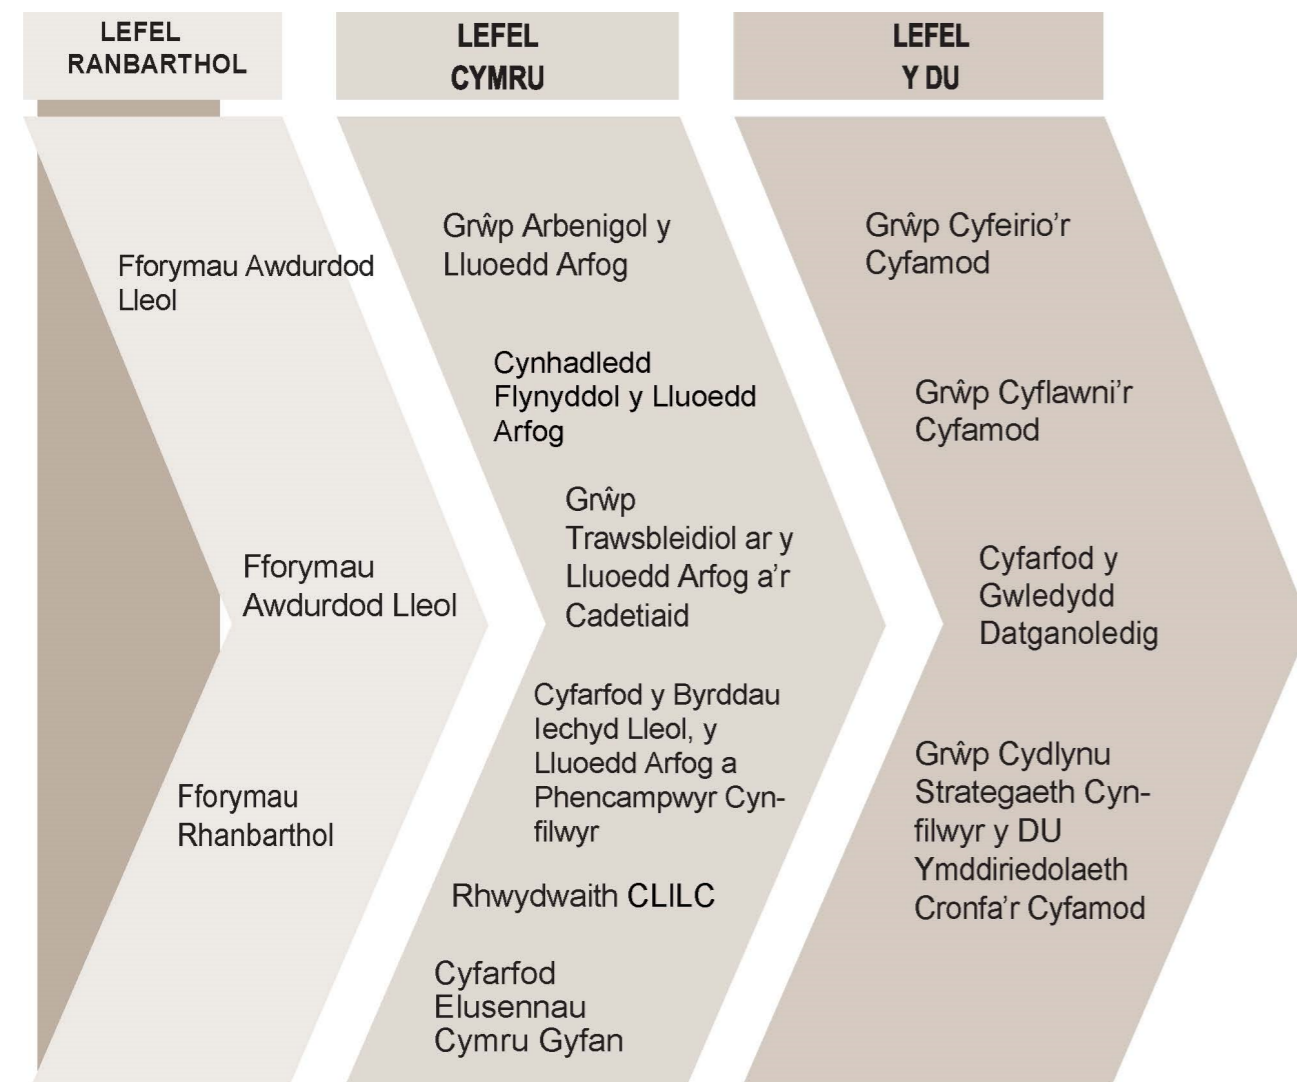 LEFEL
RANBARTHOL
Fforymau Awdurdod
Lleol
Fforymau
Awdurdod Lleol
Fforymau
Rhanbarthol
LEFEL
CYMRU
Grŵp Arbenigol y
Lluoedd Arfog
Cynhadledd
Flynyddol y Lluoedd
Arfog
Grŵp
Trawsbleidiol ar y
Lluoedd Arfog a’r
Cadetiaid
Cyfarfod y Byrddau
Iechyd Lleol, y
Lluoedd Arfog a
Phencampwyr Cyn-
filwyr
Rhwydwaith CLILC
Cyfarfod
Elusennau
Cymru Gyfan
LEFEL
Y DU
Grŵp Cyfeirio’r
Cyfamod
Grŵp Cyflawni’r
Cyfamod
Cyfarfod y
Gwledydd
Datganoledig
Grŵp Cydlynu
Strategaeth Cyn-
filwyr y DU
Ymddiriedolaeth
Cronfa’r Cyfamod